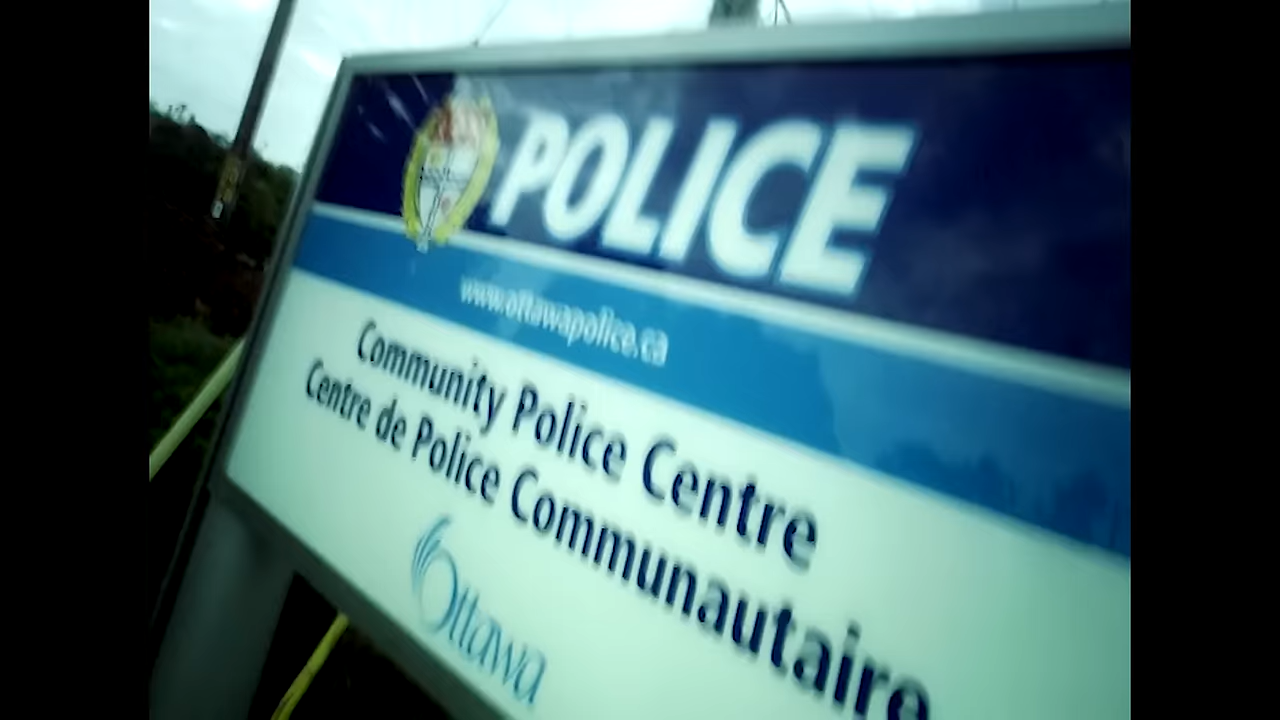 POLICE
www.ottawapolice.ca
Community Police Centre
Centre de Police Communautaire
Ottawa